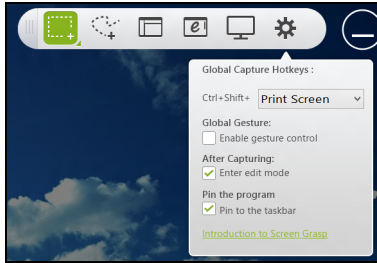 Global Capture Hotkeys :
Ctrl+Shift+ Print Screen
Global Gesture:
Enable gesture control
After Capturing:
Enter edit mode
Pin the program
Pin to the taskbar
Introduction to Screen Grasp